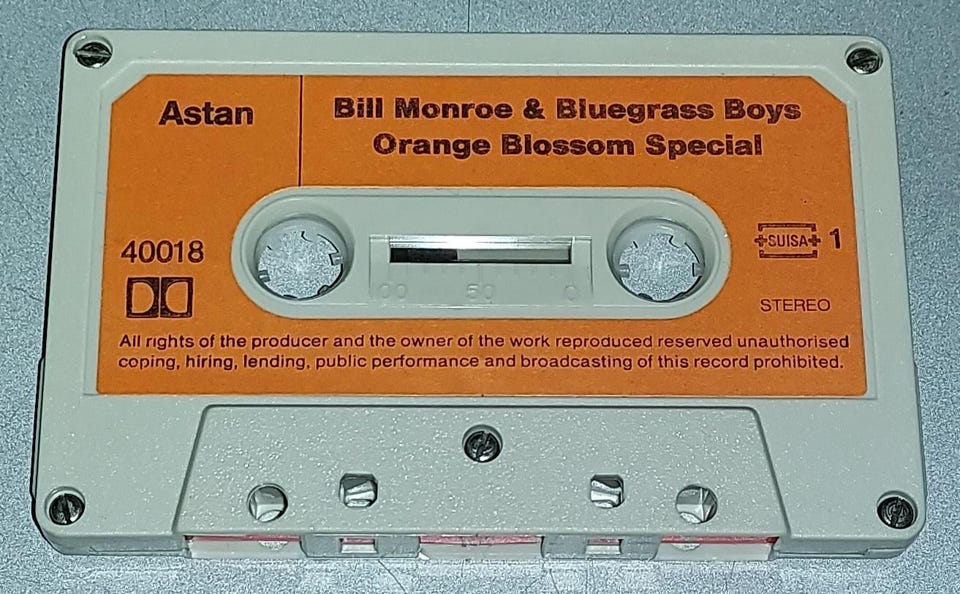 Astan
Bill Monroe & Bluegrass Boys
Orange Blossom Special
40018
SUISA 1
STEREO
All rights of the producer and the owner of the work reproduced reserved unauthorised
coping, hiring, lending, public performance and broadcasting of this record prohibited.
00 50 0